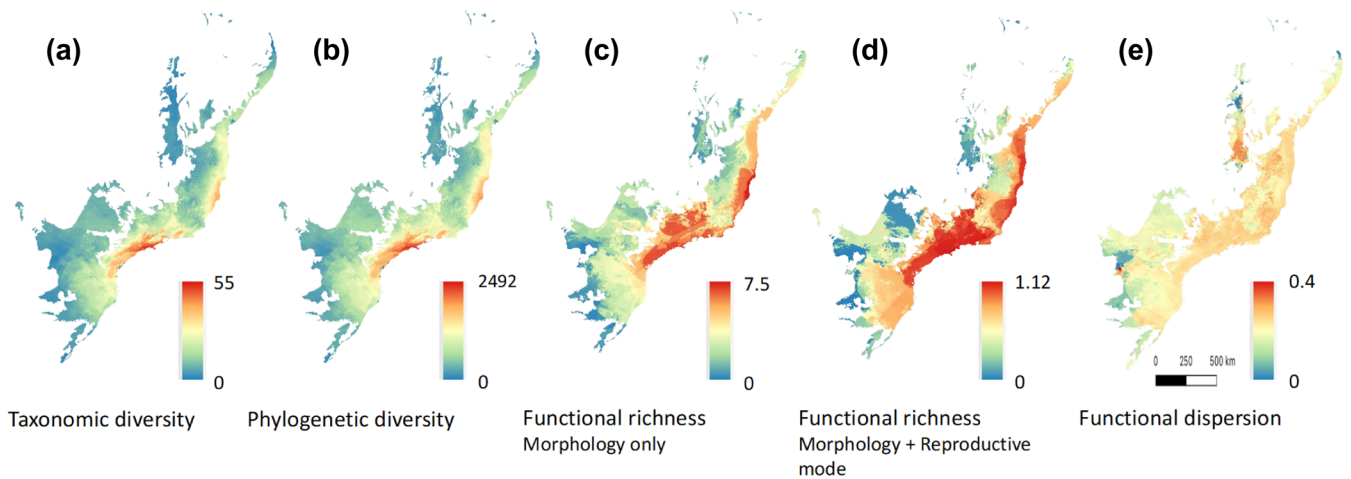 (a)
(b)
(c)
(d)
(e)
55
0
2492
0
7.5
0
1.12
0
0.4
0
0 250 500 km
Taxonomic diversity
Phylogenetic diversity
Functional richness
Morphology only
Functional richness
Morphology + Reproductive
mode
Functional dispersion